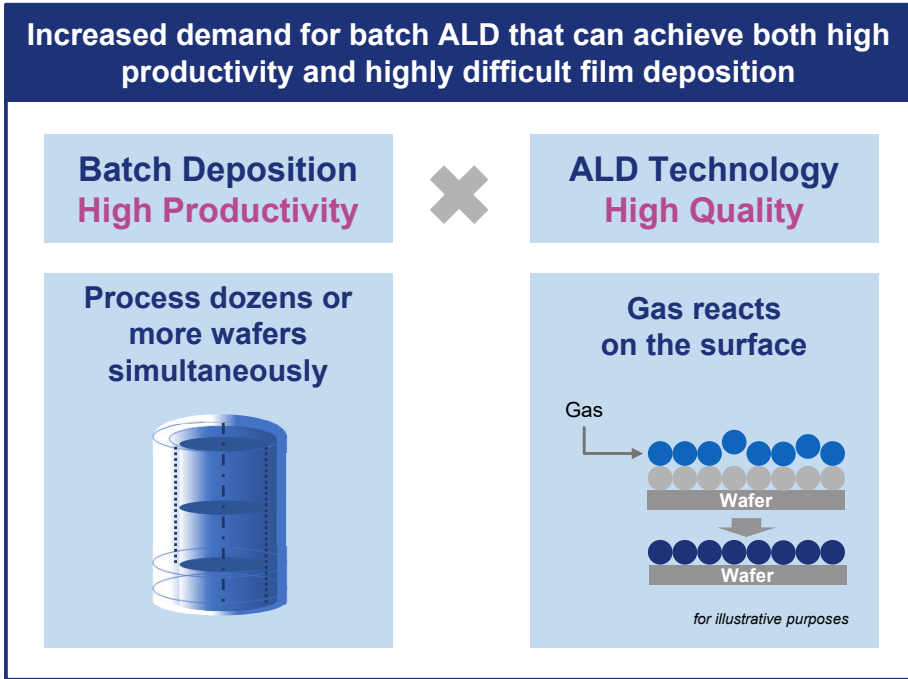 Increased demand for batch ALD that can achieve both high
productivity and highly difficult film deposition
Batch Deposition
High Productivity
ALD Technology
High Quality
Process dozens or
more wafers
simultaneously
Gas reacts
on the surface
Gas
Wafer
Wafer
for illustrative purposes